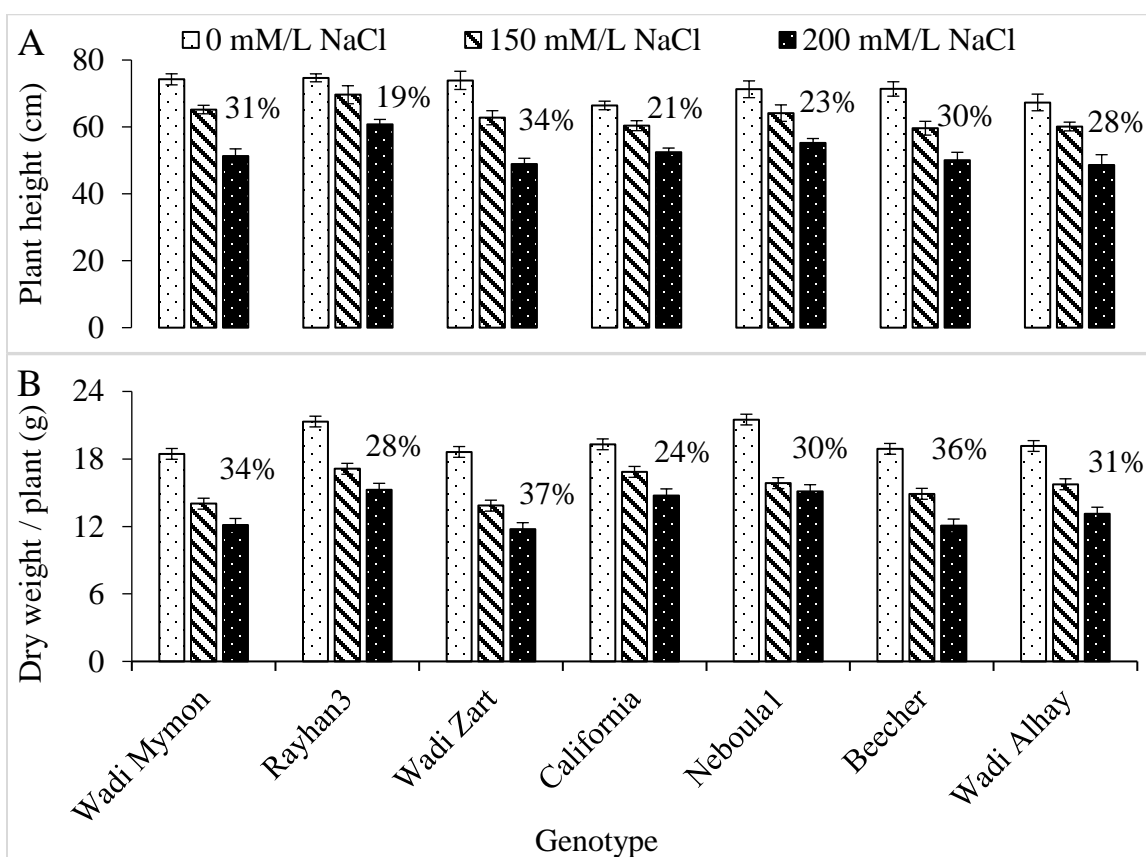 A
0 mM/L NaCl 150 mM/L NaCl 200 mM/L NaCl
Plant height (cm)
80
60
40
20
0
31% 19% 34% 21% 23% 30% 28%
B
Dry weight / plant (g)
24
18
12
6
0
34% 28% 37% 24% 30% 36% 31%
Wadi Mymon
Rayhan3
Wadi Zart
California
Neboula1
Beecher
Wadi Alhay
Genotype